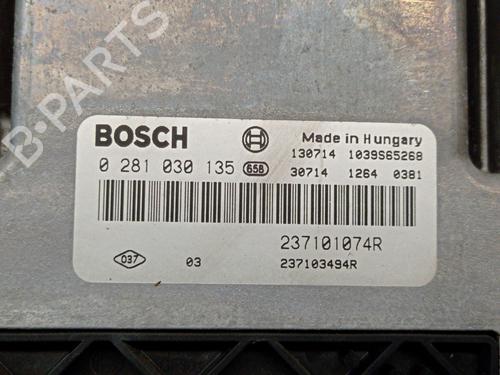 B-PARTS
BOSCH
Made in Hungary
130714 1039S65268
0 281 030 135 658
30714 1264 0381
237101074R
037 03 237103494R